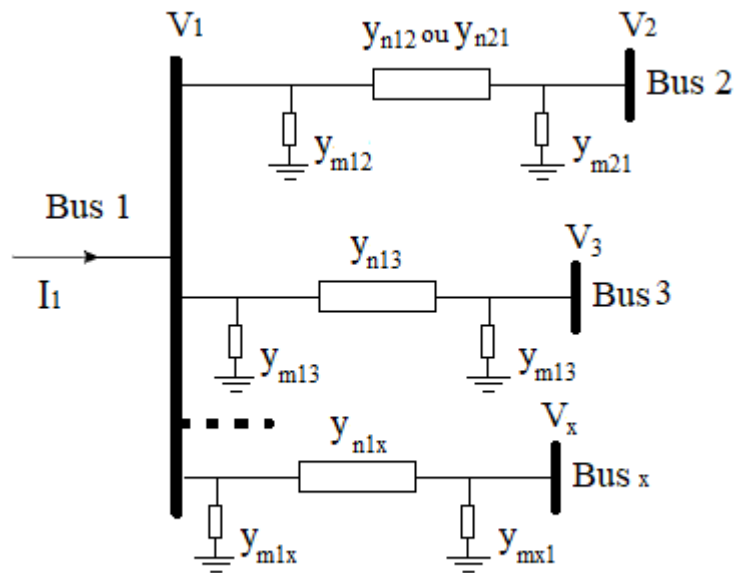 V1
yn12 ou yn21
V2
Bus 2
ym12
ym21
Bus 1
I1
yn13
V3
Bus 3
ym13
ym13
yn1x
Vx
Bus x
ym1x
ymx1